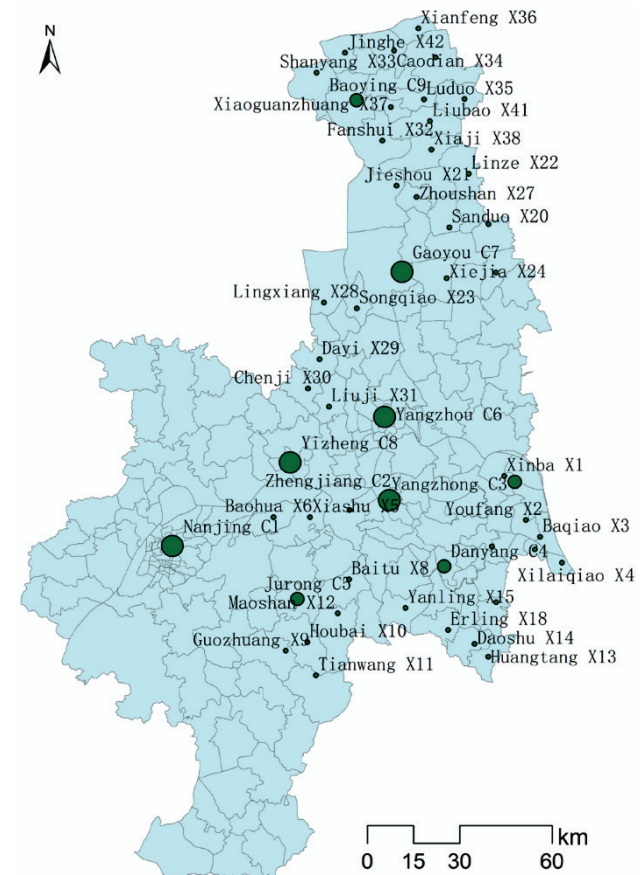 Xianfeng X36
N
Jinghe X42
Shanyang X33
Caodian X34
Baoying C9
Luduo X35
Xiaoguanzhuang X37
Liubao X41
Fanshui X32
Xiaji X38
Linze X22
Jieshou X21
Zhoushan X27
Sanduo X20
Gaoyou C7
Xiejia X24
Lingxiang X28
Songqiao X23
Dayi X29
Chenji X30
Liuji X31
Yangzhou C6
Yizheng C8
Xinba X1
Zhengjiang C2
Yangzhong C3
Baohua X6
Xiashu X5
Youfang X2
Nanjing C1
Baqiao X3
Danyang C4
Baitu X8
Xilaiqiao X4
Jurong C5
Maoshan X12
Yanling X15
Erling X18
Guozhuang X9
Houbai X10
Daoshu X14
Huangtang X13
Tianwang X11
km
0 15 30 60